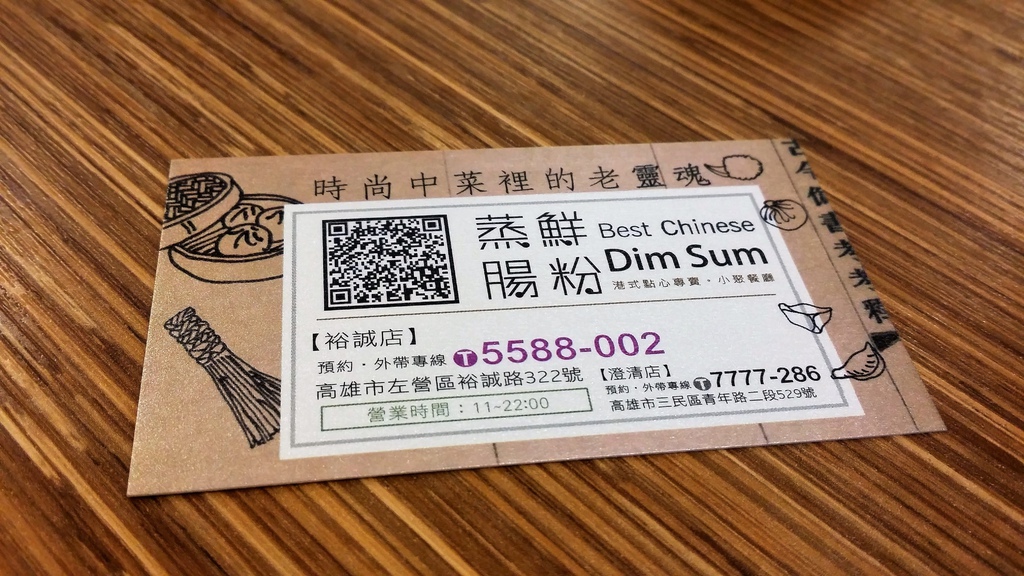 時尚中菜裡的老靈魂
蒸鮮腸粉
Best Chinese
Dim Sum
港式點心專賣・小聚餐廳
【裕誠店】
預約・外帶專線 T 5588-002
高雄市左營區裕誠路322號
營業時間：11~22:00
【澄清店】
預約・外帶專線 T 7777-286
高雄市三民區青年路二段529號